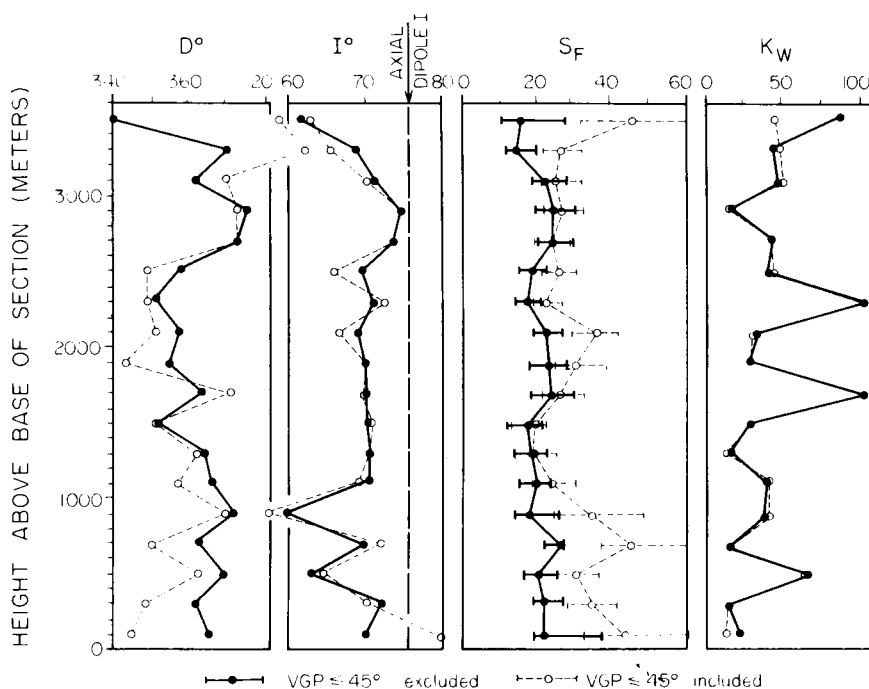 D° I° AXIAL DIPOLE I S_F K_W
340 360 20 60 70 80 0 20 40 60 0 50 100
HEIGHT ABOVE BASE OF SECTION (METERS)
3000
2000
1000
0
VGP ≤ 45° excluded VGP ≤ 45° included